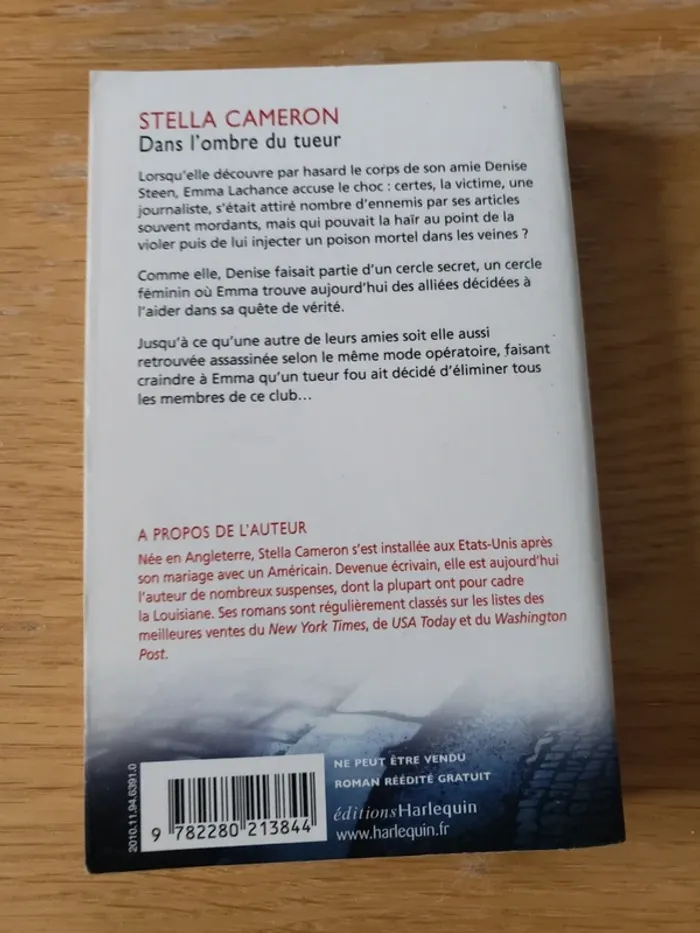 STELLA CAMERON
Dans l'ombre du tueur
Lorsqu'elle découvre par hasard le corps de son amie Denise
Steen, Emma Lachance accuse le choc : certes, la victime, une
journaliste, s'était attiré nombre d'ennemis par ses articles
souvent mordants, mais qui pouvait la haïr au point de la
violer puis de lui injecter un poison mortel dans les veines ?
Comme elle, Denise faisait partie d'un cercle secret, un cercle
féminin où Emma trouve aujourd'hui des alliées décidées à
l'aider dans sa quête de vérité.
Jusqu'à ce qu'une autre de leurs amies soit elle aussi
retrouvée assassinée selon le même mode opératoire, faisant
craindre à Emma qu'un tueur fou ait décidé d'éliminer tous
les membres de ce club...
A PROPOS DE L'AUTEUR
Née en Angleterre, Stella Cameron s'est installée aux Etats-Unis après
son mariage avec un Américain. Devenue écrivain, elle est aujourd'hui
l'auteur de nombreux suspenses, dont la plupart ont pour cadre
la Louisiane. Ses romans sont régulièrement classés sur les listes des
meilleures ventes du New York Times, de USA Today et du Washington
Post.
2010.11.94.6391.0
9 782280 213844
NE PEUT ÊTRE VENDU
ROMAN RÉÉDITÉ GRATUIT
éditionsHarlequin
www.harlequin.fr